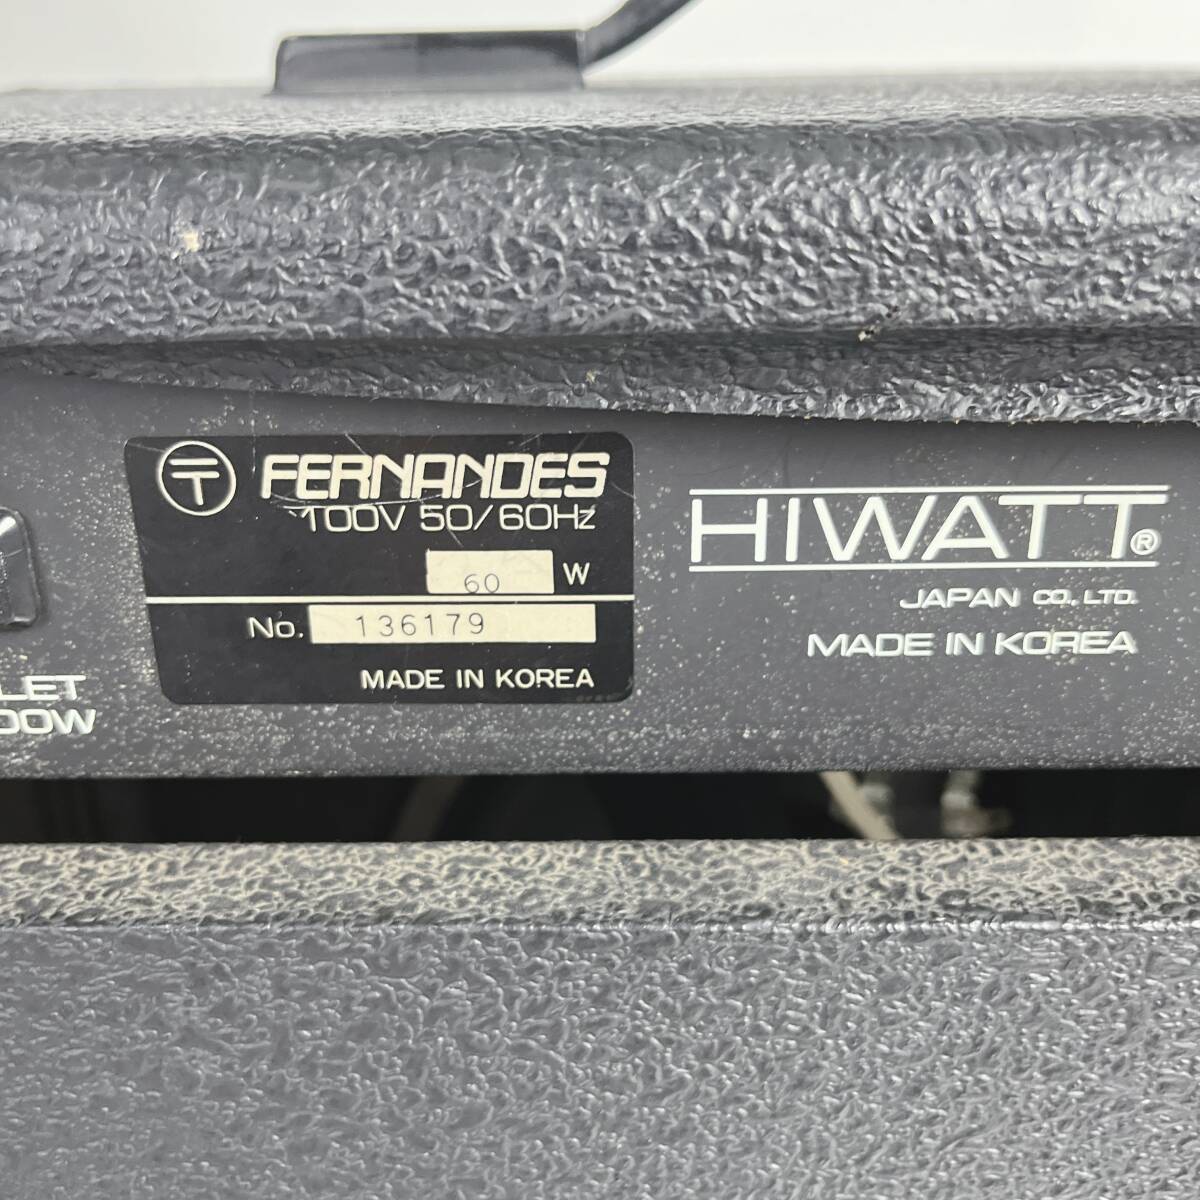 FERNANDES
100V 50/60Hz
60 W
No. 136179
MADE IN KOREA
HIWATT®
JAPAN CO., LTD.
MADE IN KOREA
LET
00W